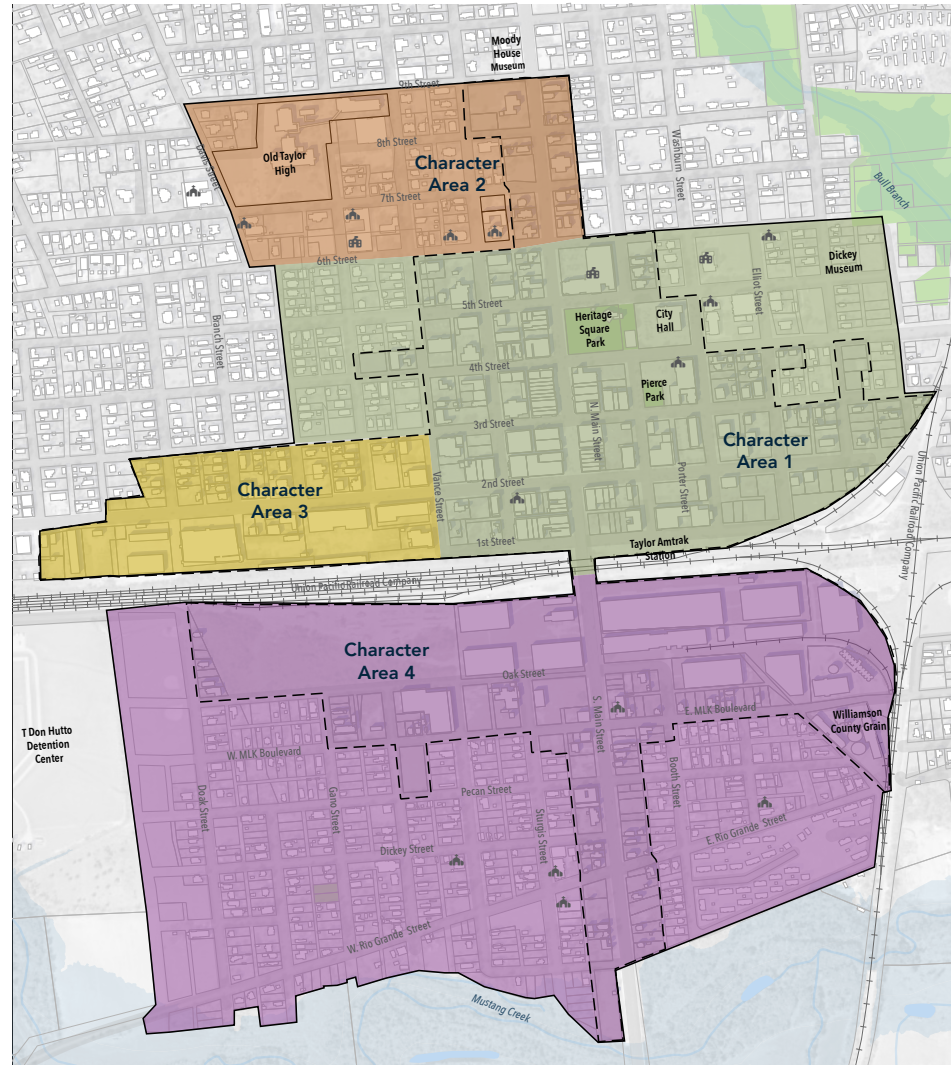 Moody
House
Museum
9th Street
Davis Street
8th Street
Old Taylor
High
Character
Area 2
7th Street
Washburn Street
Bull Branch
6th Street
Elliot Street
Dickey
Museum
Branch Street
5th Street
Heritage
Square
Park
City
Hall
4th Street
Pierce
Park
3rd Street
N. Main Street
Character
Area 1
Porter Street
Union Pacific Railroad Company
Character
Area 3
Vance Street
2nd Street
1st Street
Taylor Amtrak
Station
Union Pacific Railroad Company
Character
Area 4
Oak Street
S. Main Street
E. MLK Boulevard
Williamson
County Grain
T Don Hutto
Detention
Center
W. MLK Boulevard
Doak Street
Gano Street
Pecan Street
Booth Street
Sturgis Street
Dickey Street
E. Rio Grande Street
W. Rio Grande Street
Mustang Creek